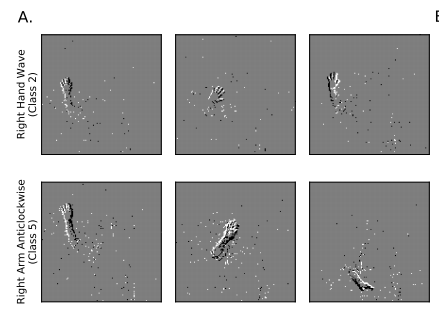 A.
Right Hand Wave
(Class 2)
Right Arm Anticlockwise
(Class 5)